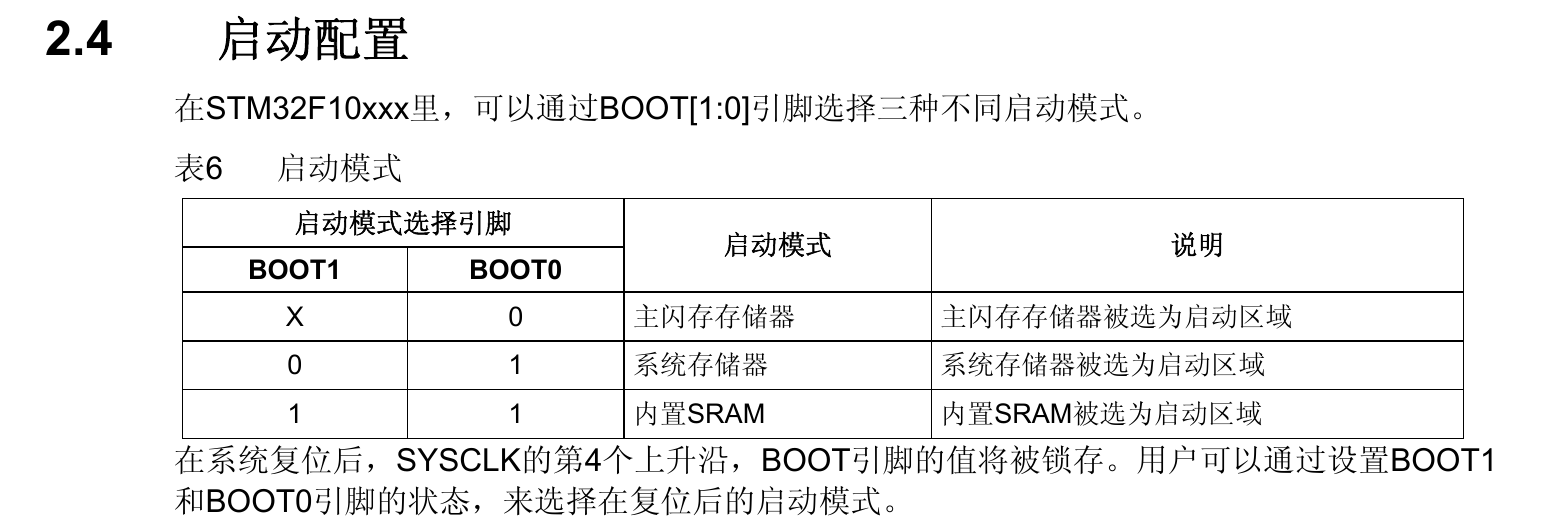 2.4 启动配置
在STM32F10xxx里，可以通过BOOT[1:0]引脚选择三种不同启动模式。
表6 启动模式
启动模式选择引脚 启动模式 说明
BOOT1 BOOT0
X 0 主闪存存储器 主闪存存储器被选为启动区域
0 1 系统存储器 系统存储器被选为启动区域
1 1 内置SRAM 内置SRAM被选为启动区域
在系统复位后，SYSCLK的第4个上升沿，BOOT引脚的值将被锁存。用户可以通过设置BOOT1
和BOOT0引脚的状态，来选择在复位后的启动模式。